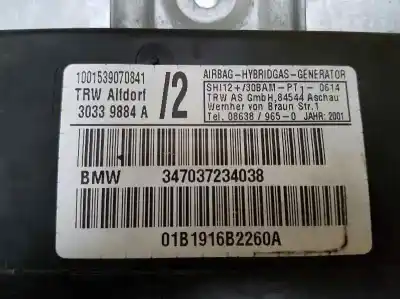 1001539070841
TRW Alfdorf
3033 9884 A
/2
AIRBAG-HYBRIDGAS-GENERATOR
SHI12+/30BAM-PT1-0614
TRW AS GmbH,84544 Aschau
Wernher von Braun Str.1
Tel. 08638/ 965-0 JAHR: 2001
BMW 347037234038
01B1916B2260A